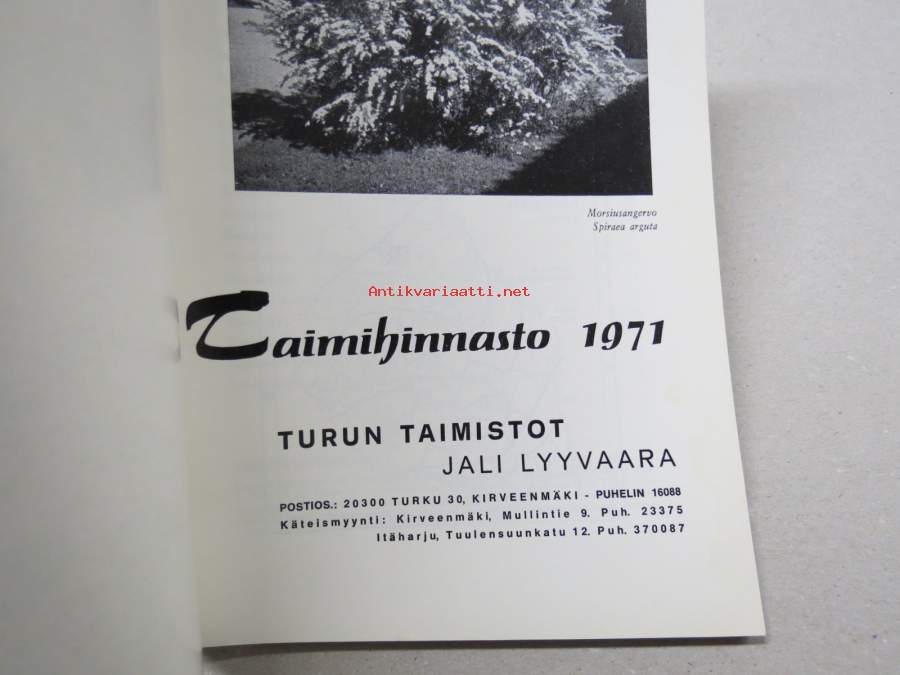 Morsiusangervo
Spiraea arguta
Antikvariaatti.net
Taimihinnasto 1971
TURUN TAIMISTOT
JALI LYYVAARA
POSTIOS.: 20300 TURKU 30, KIRVEENMÄKI - PUHELIN 16088
Käteismyynti: Kirveenmäki, Mullintie 9. Puh. 23375
Itäharju, Tuulensuunkatu 12. Puh. 370087